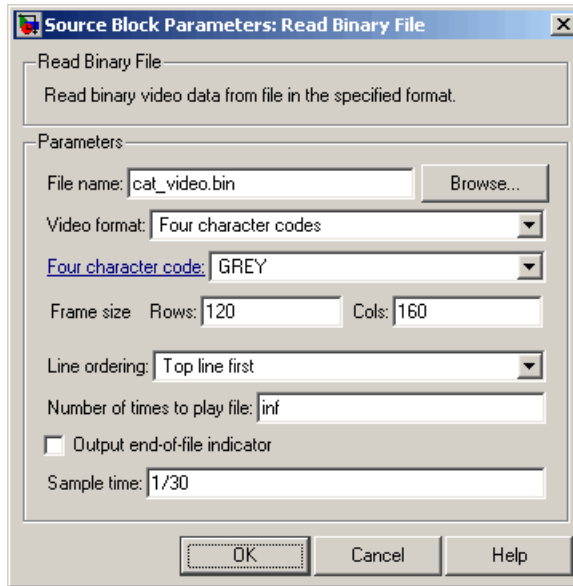 Source Block Parameters: Read Binary File
Read Binary File
Read binary video data from file in the specified format.
Parameters
File name: cat_video.bin Browse...
Video format: Four character codes
Four character code: GREY
Frame size Rows: 120 Cols: 160
Line ordering: Top line first
Number of times to play file: inf
Output end-of-file indicator
Sample time: 1/30
OK Cancel Help